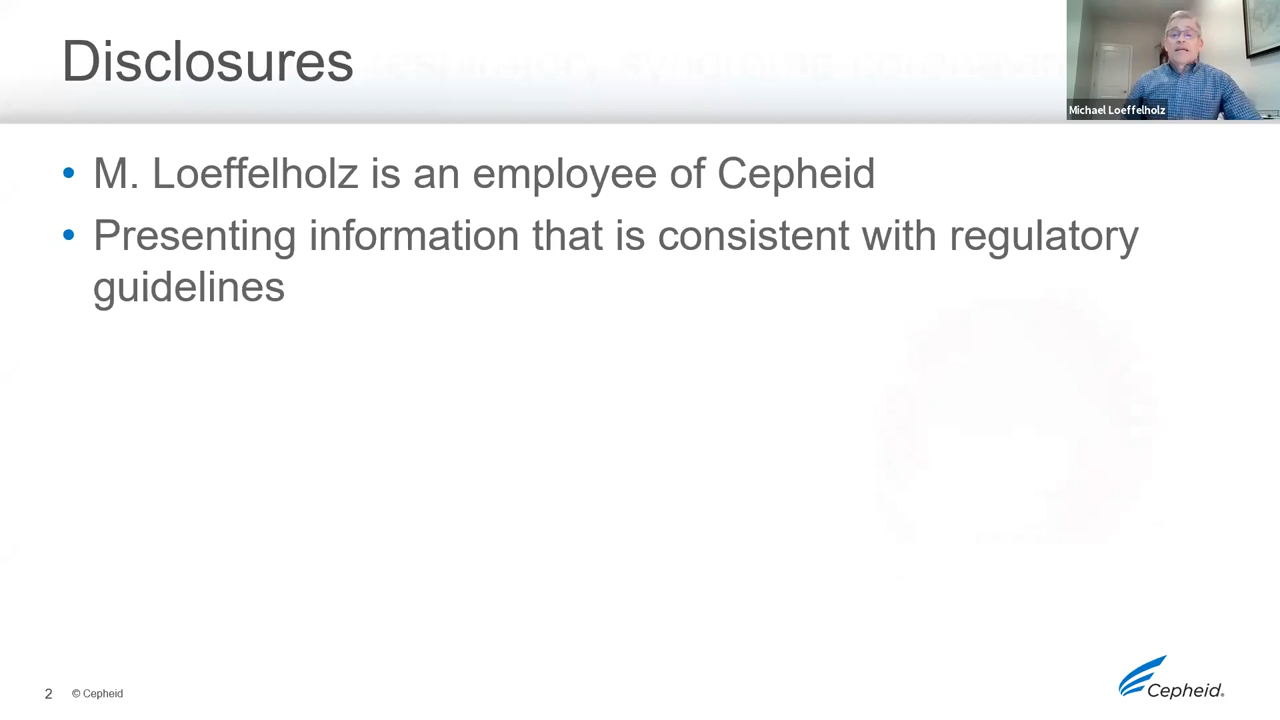 Disclosures
Michael Loeffelholz
• M. Loeffelholz is an employee of Cepheid
• Presenting information that is consistent with regulatory
guidelines
2 © Cepheid
Cepheid.